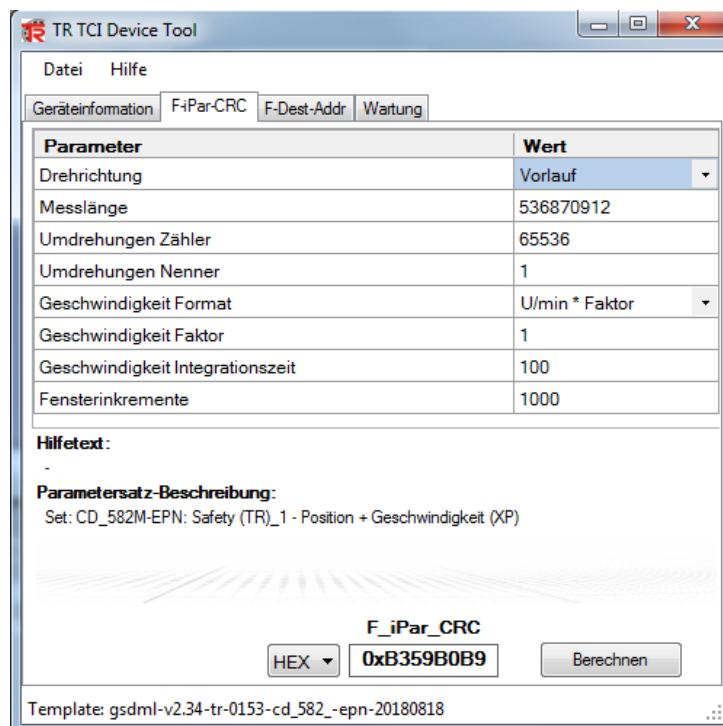 TR TCI Device Tool
Datei Hilfe
Geräteinformation F-iPar-CRC F-Dest-Addr Wartung
Parameter Wert
Drehrichtung Vorlauf
Messlänge 536870912
Umdrehungen Zähler 65536
Umdrehungen Nenner 1
Geschwindigkeit Format U/min * Faktor
Geschwindigkeit Faktor 1
Geschwindigkeit Integrationszeit 100
Fensterinkremente 1000
Hilfetext:
-
Parametersatz-Beschreibung:
Set: CD_582M-EPN: Safety (TR)_1 - Position + Geschwindigkeit (XP)
F_iPar_CRC
HEX 0xB359B0B9 Berechnen
Template: gsdml-v2.34-tr-0153-cd_582_-epn-20180818